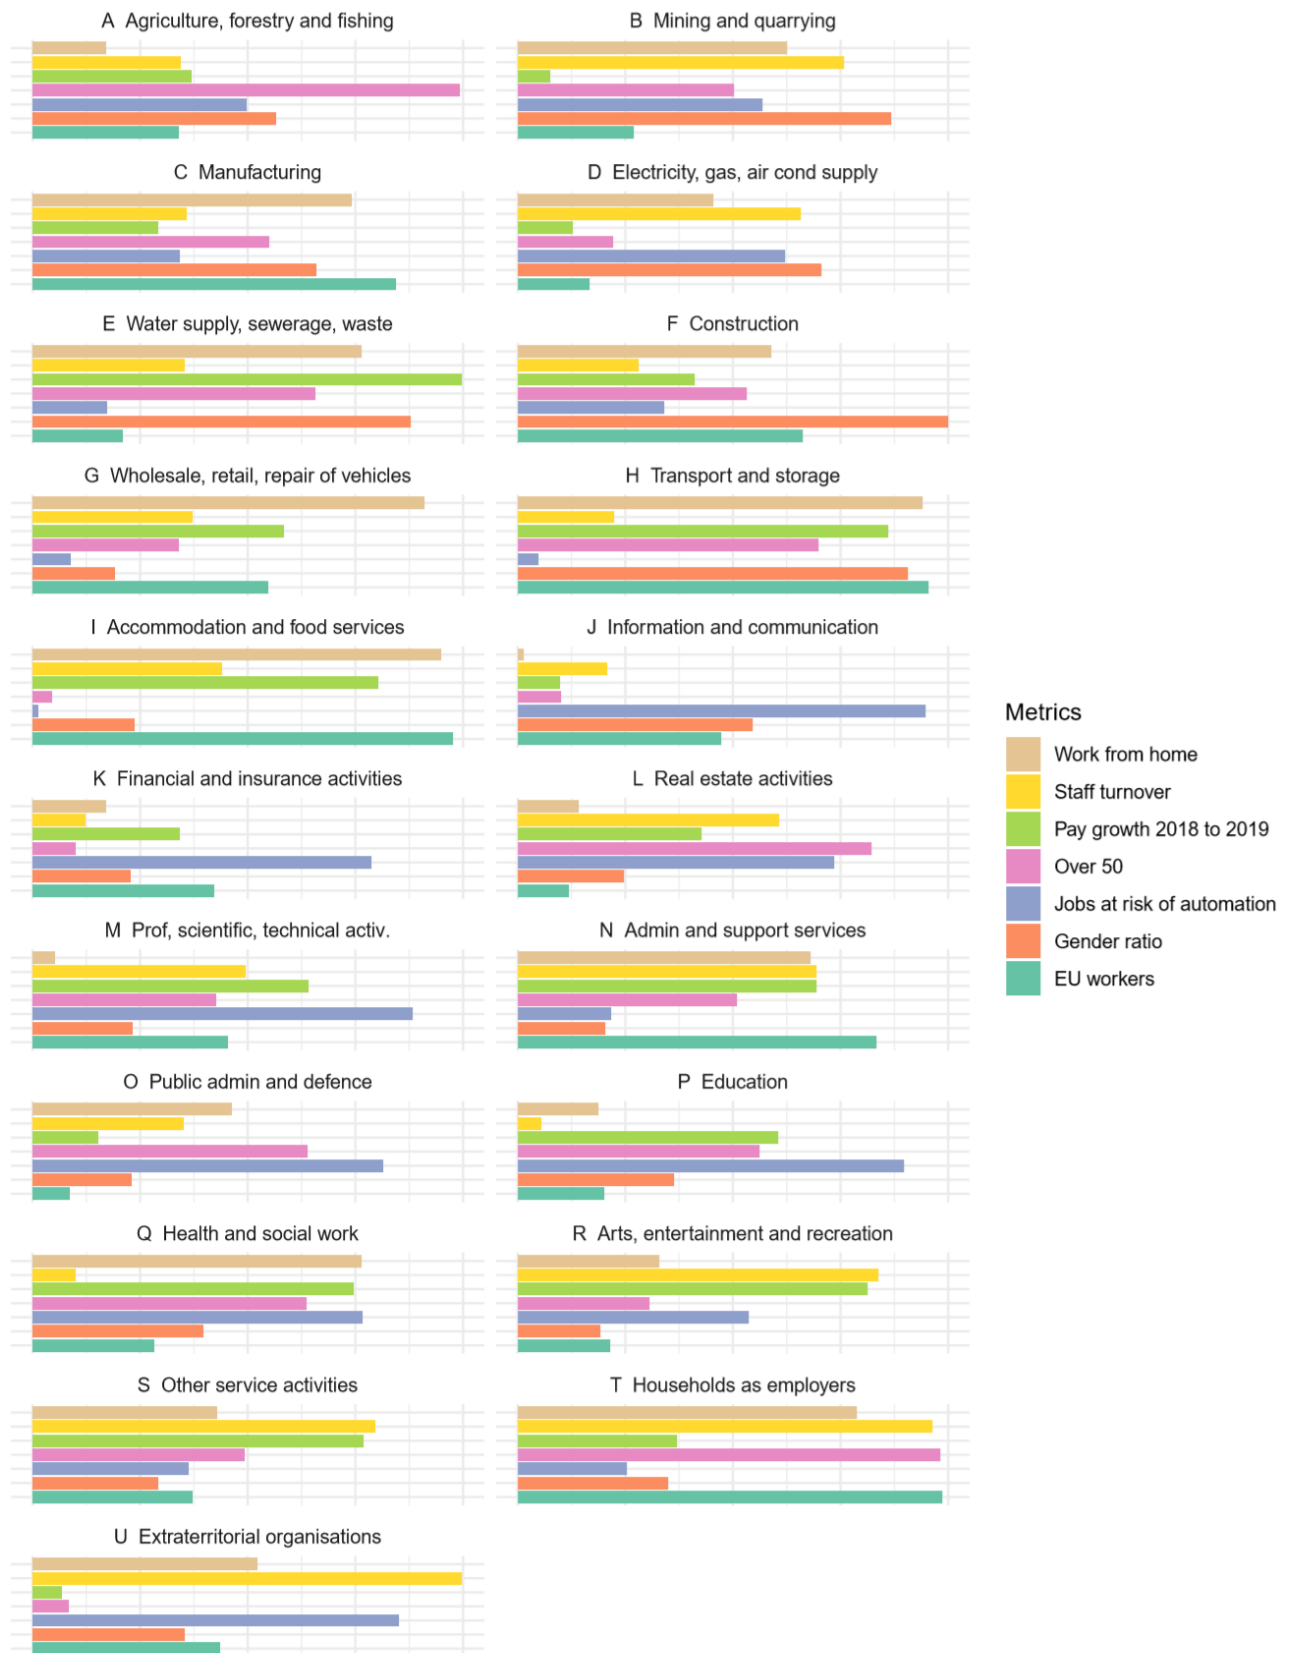 A Agriculture, forestry and fishing
B Mining and quarrying
C Manufacturing
D Electricity, gas, air cond supply
E Water supply, sewerage, waste
F Construction
G Wholesale, retail, repair of vehicles
H Transport and storage
I Accommodation and food services
J Information and communication
K Financial and insurance activities
L Real estate activities
M Prof, scientific, technical activ.
N Admin and support services
O Public admin and defence
P Education
Q Health and social work
R Arts, entertainment and recreation
S Other service activities
T Households as employers
U Extraterritorial organisations
Metrics
Work from home
Staff turnover
Pay growth 2018 to 2019
Over 50
Jobs at risk of automation
Gender ratio
EU workers